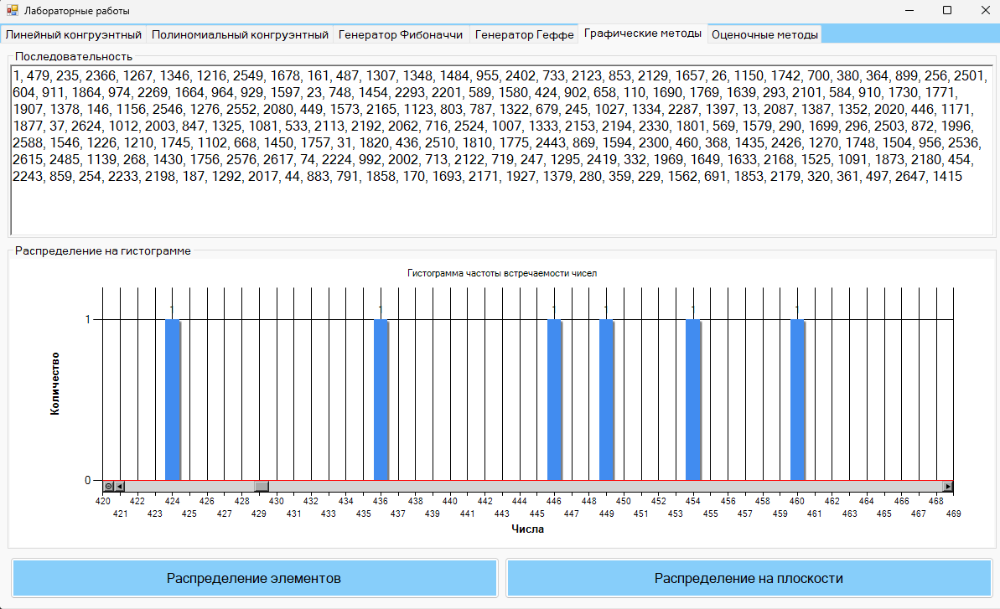 Лабораторные работы
Линейный конгруэнтный Полиномиальный конгруэнтный Генератор Фибоначчи Генератор Геффе Графические методы Оценочные методы
Последовательность
1, 479, 235, 2366, 1267, 1346, 1216, 2549, 1678, 161, 487, 1307, 1348, 1484, 955, 2402, 733, 2123, 853, 2129, 1657, 26, 1150, 1742, 700, 380, 364, 899, 256, 2501,
604, 911, 1864, 974, 2269, 1664, 964, 929, 1597, 23, 748, 1454, 2293, 2201, 589, 1580, 424, 902, 658, 110, 1690, 1769, 1639, 293, 2101, 584, 910, 1730, 1771,
1907, 1378, 146, 1156, 2546, 1276, 2552, 2080, 449, 1573, 2165, 1123, 803, 787, 1322, 679, 245, 1027, 1334, 2287, 1397, 13, 2087, 1387, 1352, 2020, 446, 1171,
1877, 37, 2624, 1012, 2003, 847, 1325, 1081, 533, 2113, 2192, 2062, 716, 2524, 1007, 1333, 2153, 2194, 2330, 1801, 569, 1579, 290, 1699, 296, 2503, 872, 1996,
2588, 1546, 1226, 1210, 1745, 1102, 668, 1450, 1757, 31, 1820, 436, 2510, 1810, 1775, 2443, 869, 1594, 2300, 460, 368, 1435, 2426, 1270, 1748, 1504, 956, 2536,
2615, 2485, 1139, 268, 1430, 1756, 2576, 2617, 74, 2224, 992, 2002, 713, 2122, 719, 247, 1295, 2419, 332, 1969, 1649, 1633, 2168, 1525, 1091, 1873, 2180, 454,
2243, 859, 254, 2233, 2198, 187, 1292, 2017, 44, 883, 791, 1858, 170, 1693, 2171, 1927, 1379, 280, 359, 229, 1562, 691, 1853, 2179, 320, 361, 497, 2647, 1415
Распределение на гистограмме
Гистограмма частоты встречаемости чисел
1 1 1 1 1 1
1
Количество
0
420 422 424 426 428 430 432 434 436 438 440 442 444 446 448 450 452 454 456 458 460 462 464 466 468
421 423 425 427 429 431 433 435 437 439 441 443 445 447 449 451 453 455 457 459 461 463 465 467 469
Числа
Распределение элементов Распределение на плоскости